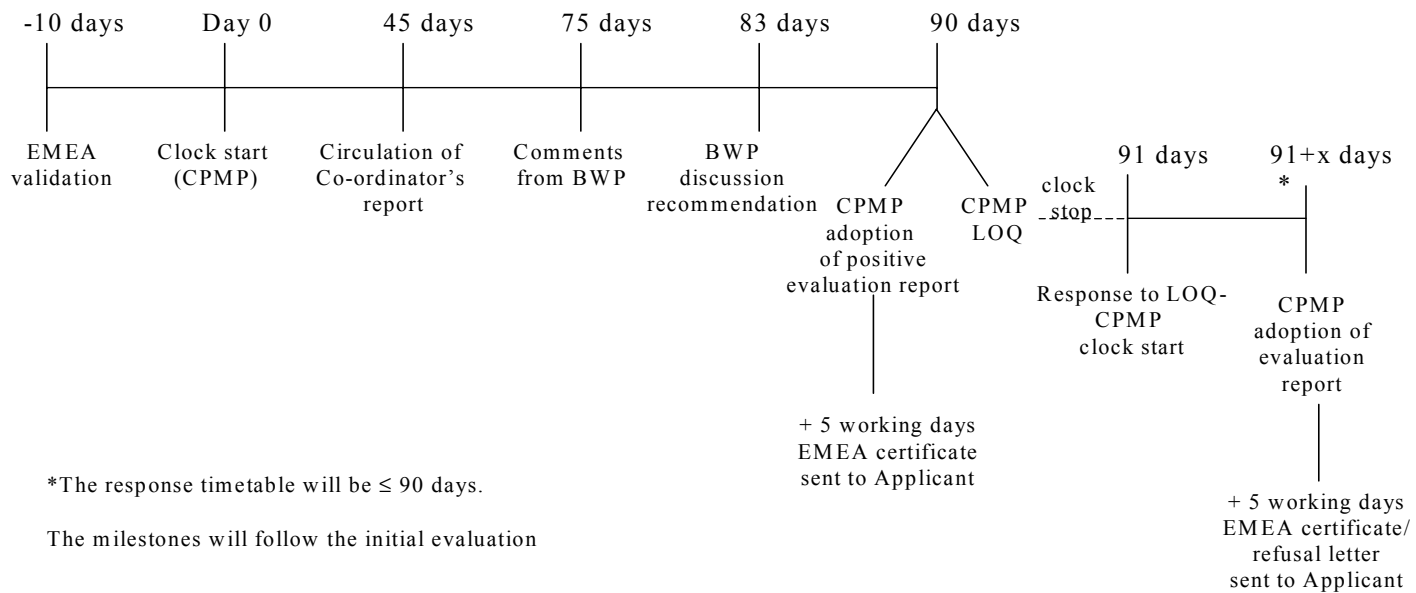 -10 days
Day 0
45 days
75 days
83 days
90 days
EMEA
validation
Clock start
(CPMP)
Circulation of
Co-ordinator's
report
Comments
from BWP
BWP
discussion
recommendation
CPMP
adoption
of positive
evaluation report
CPMP
LOQ
clock
stop
91 days
91+x days
*
Response to LOQ-
CPMP
clock start
CPMP
adoption of
evaluation
report
+ 5 working days
EMEA certificate
sent to Applicant
+ 5 working days
EMEA certificate/
refusal letter
sent to Applicant
*The response timetable will be ≤ 90 days.
The milestones will follow the initial evaluation